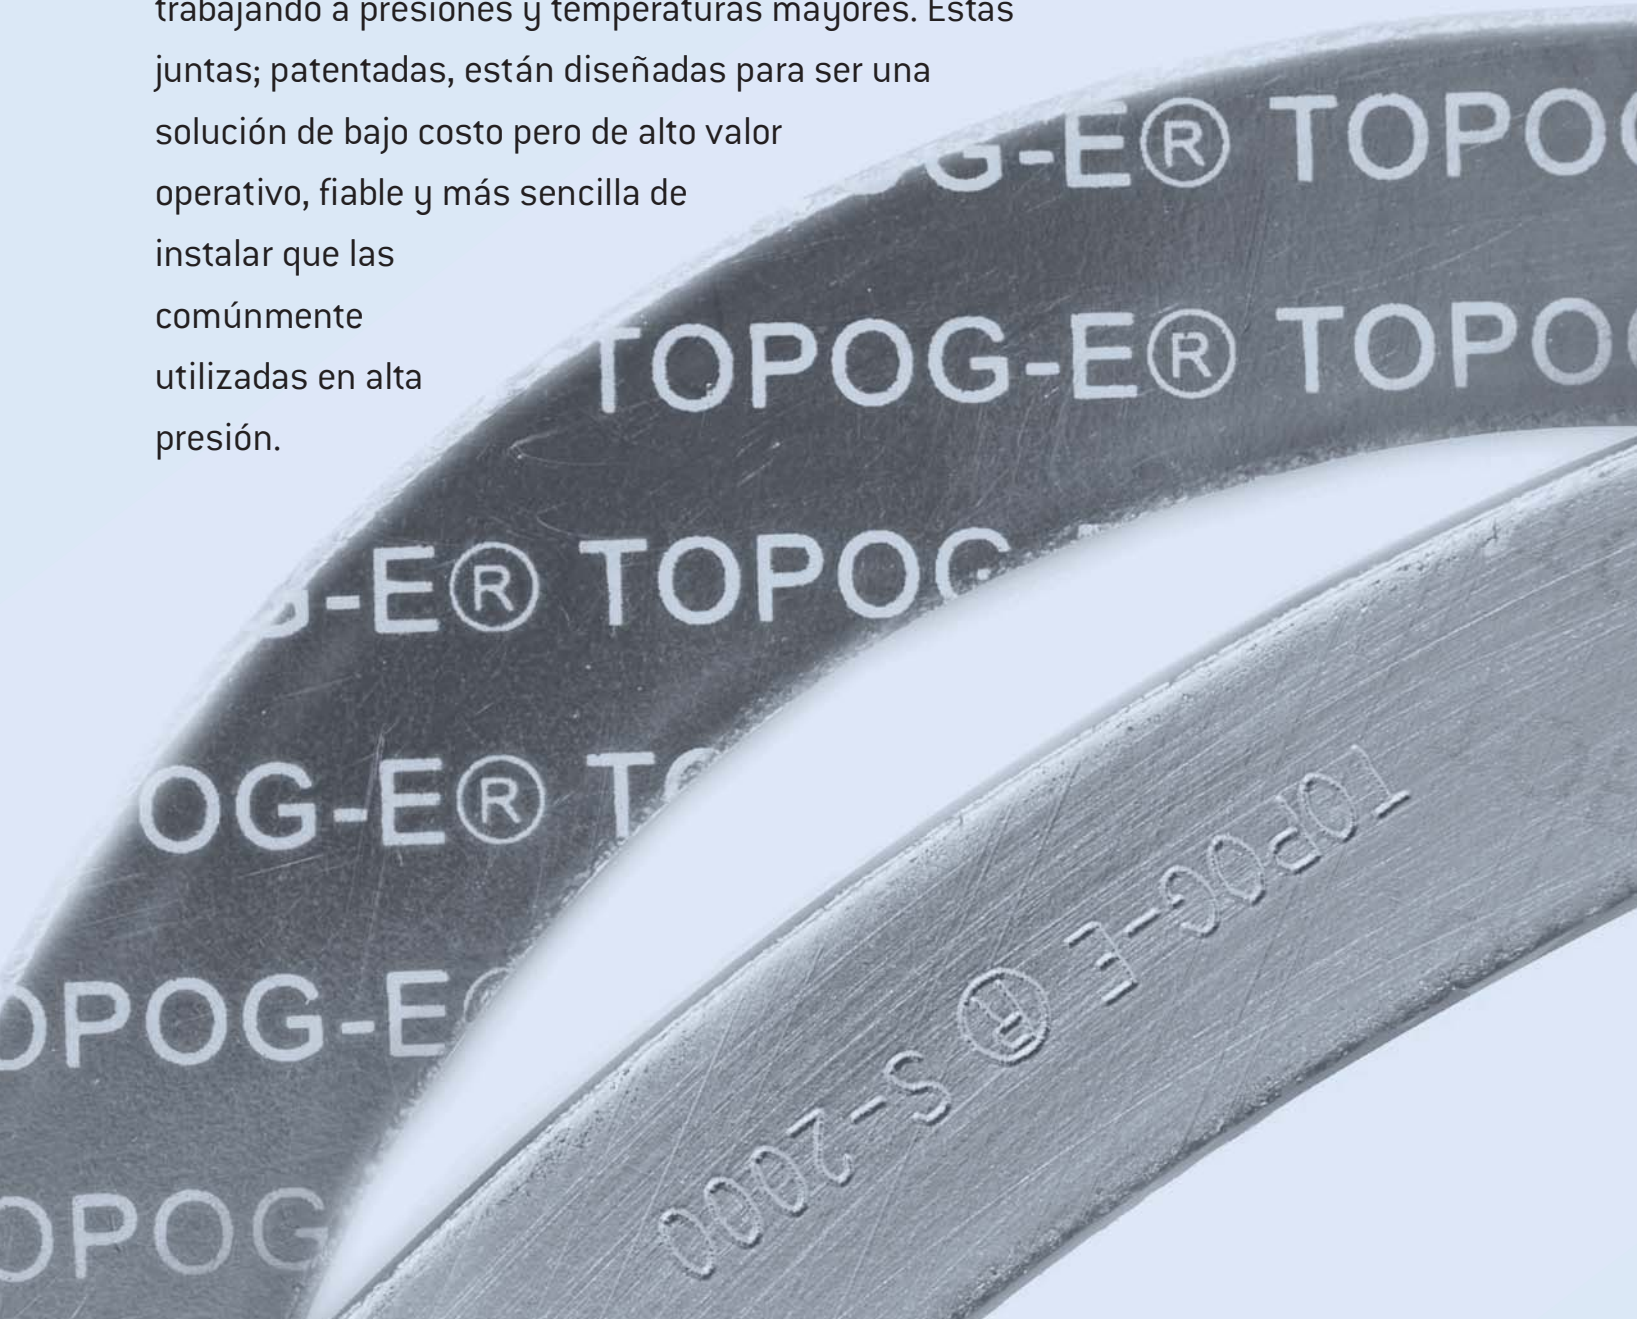 trabajando a presiones y temperaturas mayores. Estas
juntas; patentadas, están diseñadas para ser una
solución de bajo costo pero de alto valor
operativo, fiable y más sencilla de
instalar que las
comúnmente
utilizadas en alta
presión.
G-E® TOPOG
TOPOG-E® TOPOG
G-E® TOPOG
OG-E® TO
OPOG-E®
OPOG
TOPOG-E ® S-2000